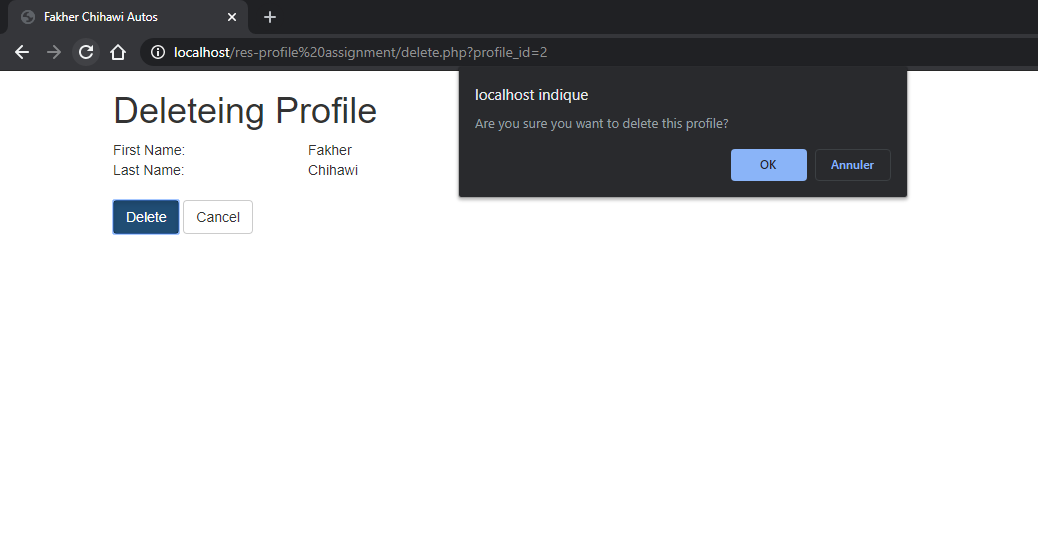 Fakher Chihawi Autos
localhost/res-profile%20assignment/delete.php?profile_id=2
localhost indique
Are you sure you want to delete this profile?
OK Annuler
Deleteing Profile
First Name: Fakher
Last Name: Chihawi
Delete Cancel